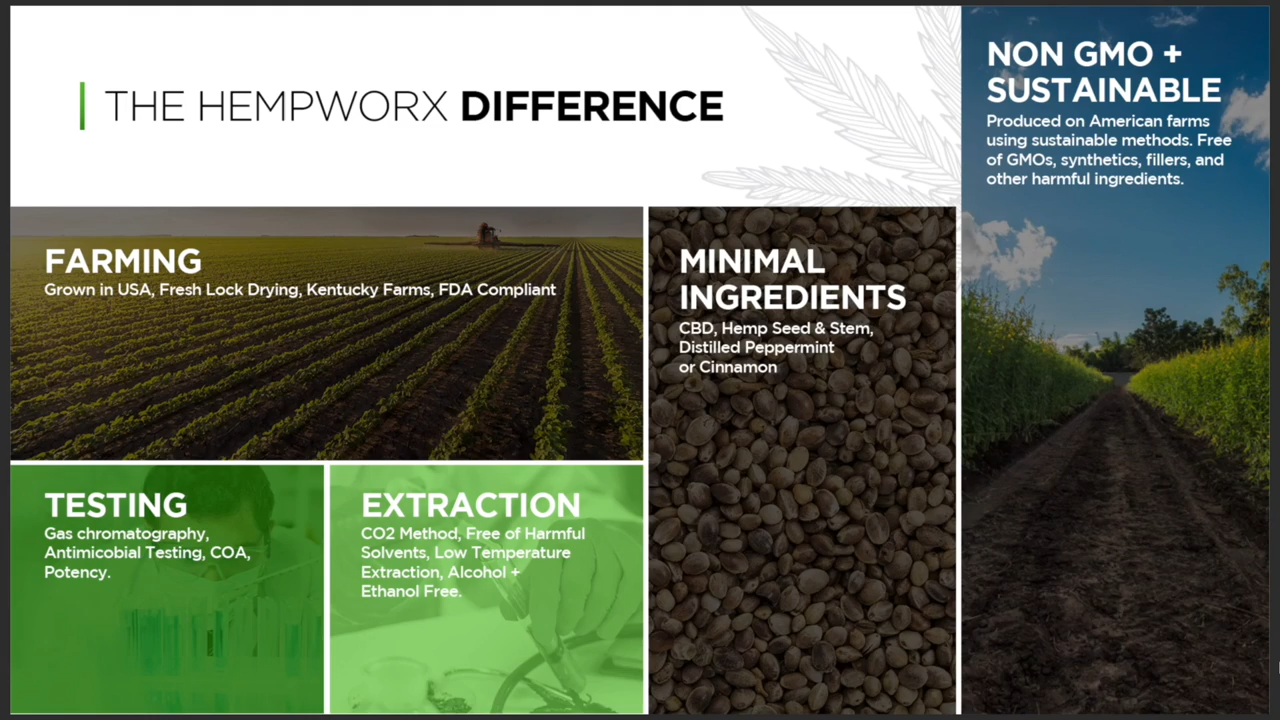 THE HEMPWORX DIFFERENCE
FARMING
Grown in USA, Fresh Lock Drying, Kentucky Farms, FDA Compliant
TESTING
Gas chromatography,
Antimicobial Testing, COA,
Potency.
EXTRACTION
CO2 Method, Free of Harmful
Solvents, Low Temperature
Extraction, Alcohol +
Ethanol Free.
MINIMAL
INGREDIENTS
CBD, Hemp Seed & Stem,
Distilled Peppermint
or Cinnamon
NON GMO +
SUSTAINABLE
Produced on American farms
using sustainable methods. Free
of GMOs, synthetics, fillers, and
other harmful ingredients.